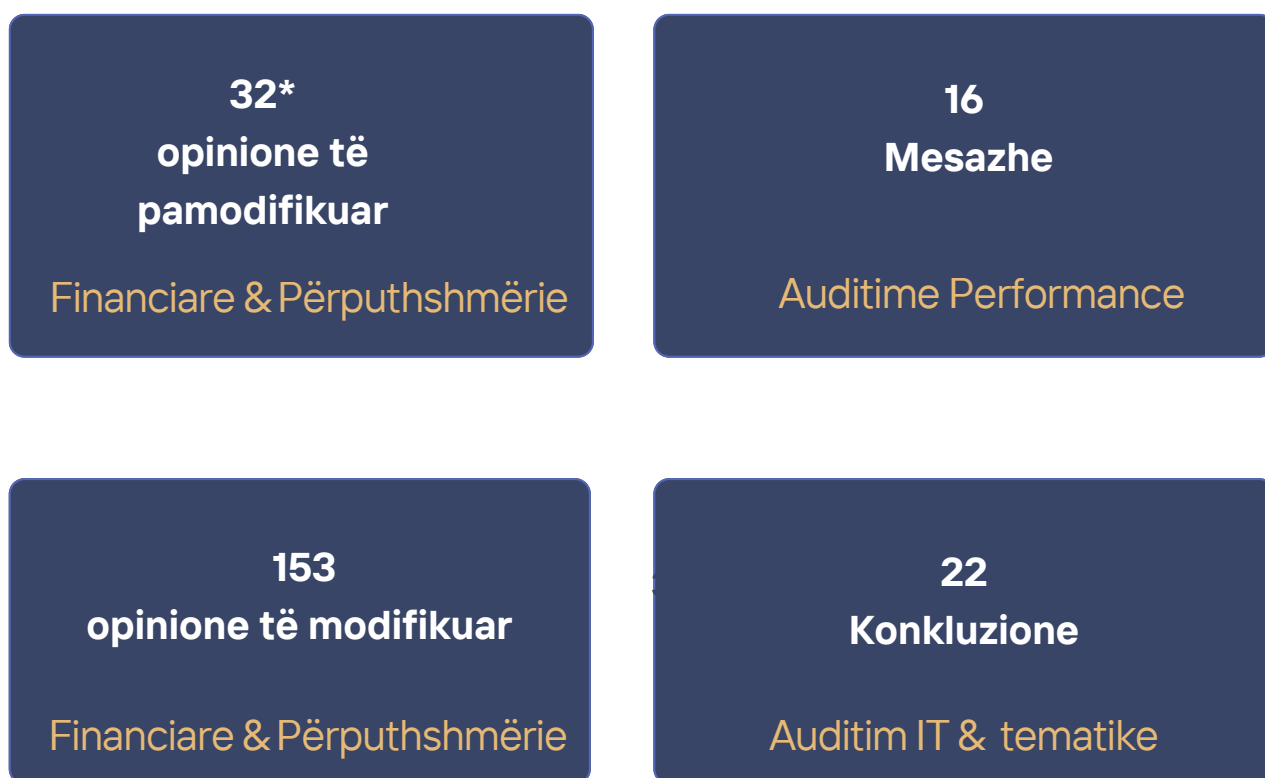 32*
opinione të
pamodifikuar
Financiare & Përputhshmërie
16
Mesazhe
Auditime Performance
153
opinione të modifikuar
Financiare & Përputhshmërie
22
Konkluzione
Auditim IT & tematike